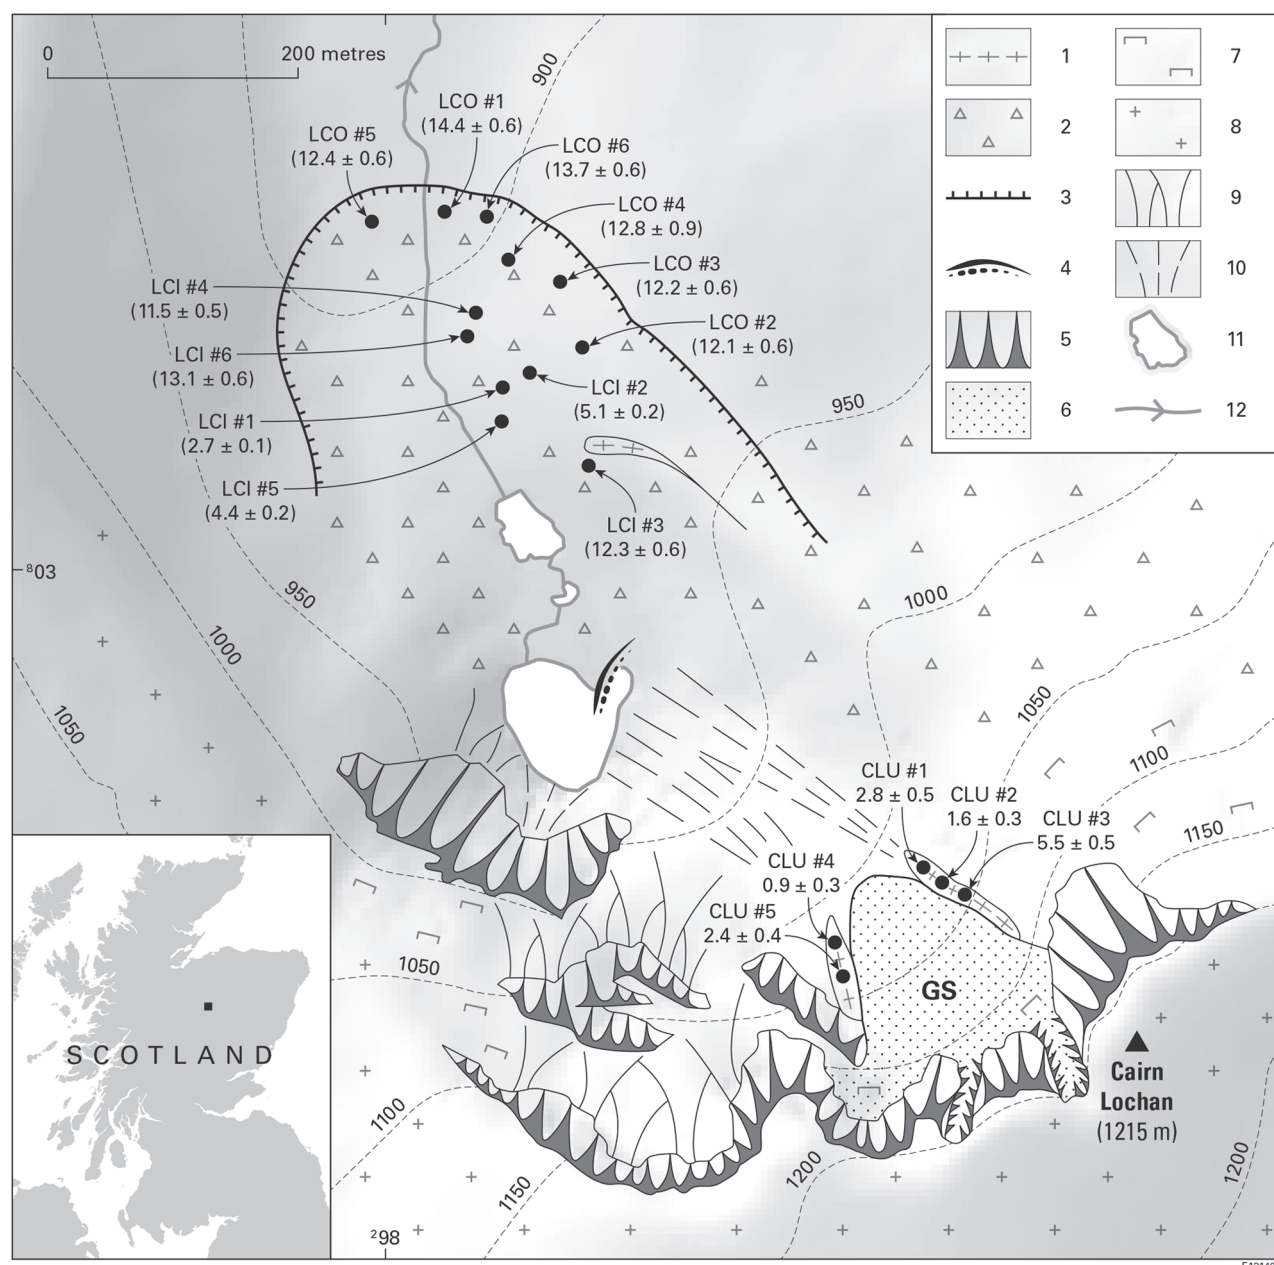 0
200 metres
900
LCO #1
(14.4 ± 0.6)
LCO #5
(12.4 ± 0.6)
LCO #6
(13.7 ± 0.6)
LCO #4
(12.8 ± 0.9)
LCO #3
(12.2 ± 0.6)
LCI #4
(11.5 ± 0.5)
LCO #2
(12.1 ± 0.6)
LCI #6
(13.1 ± 0.6)
LCI #2
(5.1 ± 0.2)
950
LCI #1
(2.7 ± 0.1)
LCI #5
(4.4 ± 0.2)
LCI #3
(12.3 ± 0.6)
1
2
3
4
5
6
7
8
9
10
11
12
803
950
1000
1000
1050
1050
1100
1150
CLU #1
2.8 ± 0.5
CLU #2
1.6 ± 0.3
CLU #3
5.5 ± 0.5
CLU #4
0.9 ± 0.3
CLU #5
2.4 ± 0.4
1050
GS
SCOTLAND
Cairn
Lochan
(1215 m)
1100
1150
1200
1200
298